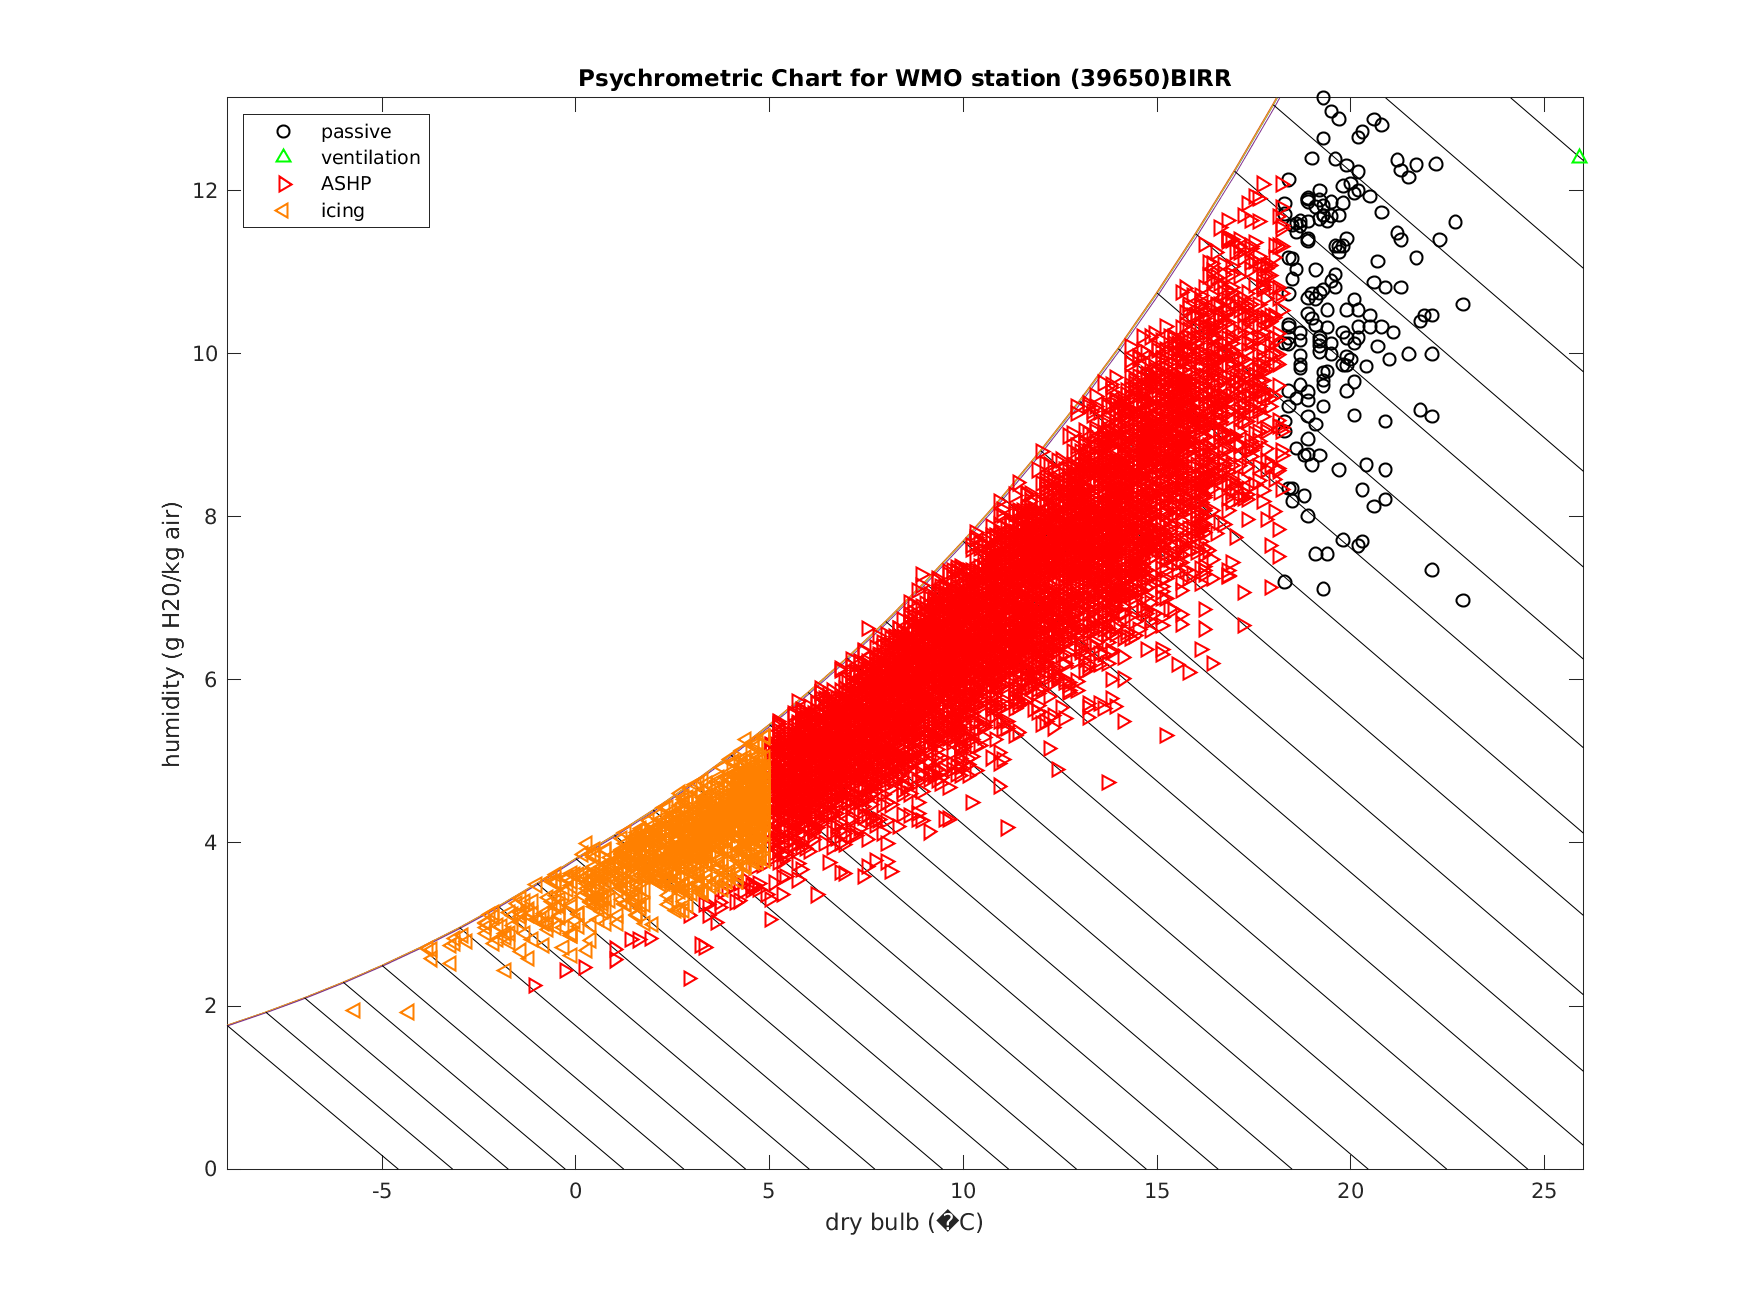 Psychrometric Chart for WMO station (39650)BIRR
passive
ventilation
ASHP
icing
humidity (g H20/kg air)
12
10
8
6
4
2
0
-5 0 5 10 15 20 25
dry bulb (�C)